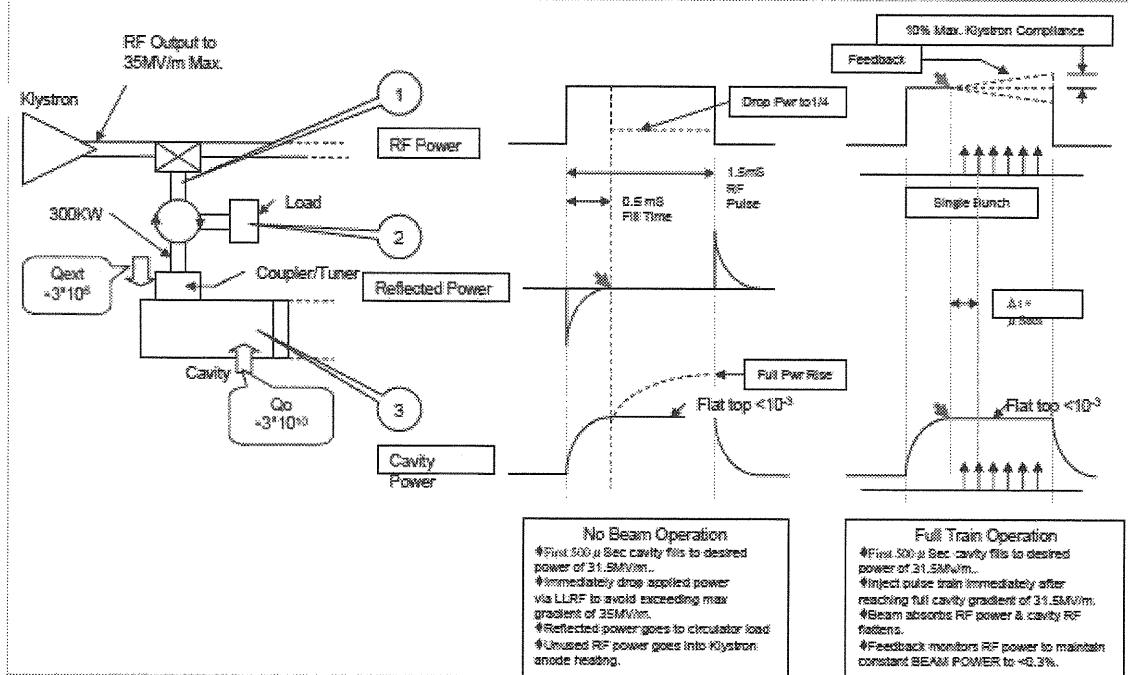 RF Output to
35MV/m Max.
Klystron
1
RF Power
300KW
Load
2
Qext
~3*10⁶
Coupler/Tuner
Reflected Power
Cavity
Qo
~3*10¹⁰
3
Cavity
Power
Drop Pwr to 1/4
1.5mS
RF
Pulse
0.5 mS
Fill Time
Full Pwr Rise
Flat top <10⁻³
10% Max. Klystron Compliance
Feedback
Single Bunch
Δt =
μSecs
Flat top <10⁻³
No Beam Operation
♦First 500 μ Sec cavity fills to desired
power of 31.5MV/m..
♦Immediately drop applied power
via LLRF to avoid exceeding max
gradient of 35MV/m.
♦Reflected power goes to circulator load
♦Unused RF power goes into Klystron
anode heating.
Full Train Operation
♦First 500 μ Sec cavity fills to desired
power of 31.5Mv/m..
♦Inject pulse train immediately after
reaching full cavity gradient of 31.5MV/m.
♦Beam absorbs RF power & cavity RF
flattens.
♦Feedback monitors RF power to maintain
constant BEAM POWER to <0.3%.